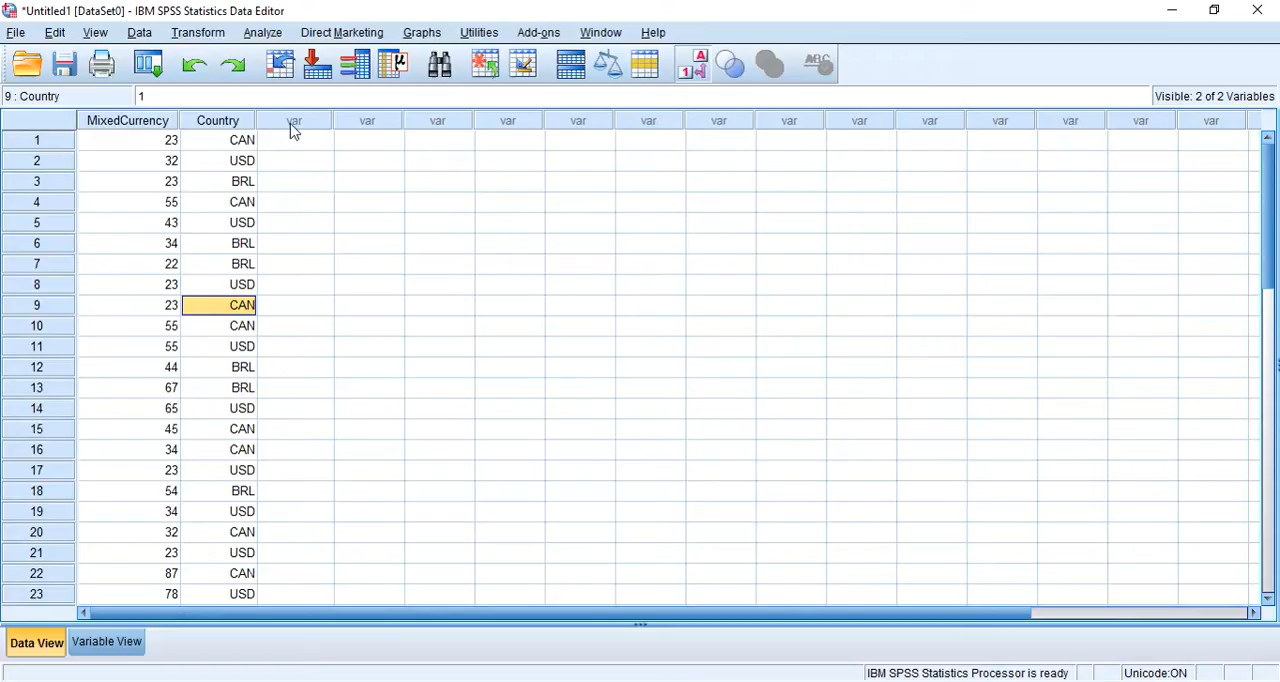 *Untitled1 [DataSet0] - IBM SPSS Statistics Data Editor
File Edit View Data Transform Analyze Direct Marketing Graphs Utilities Add-ons Window Help
9 : Country 1 Visible: 2 of 2 Variables
MixedCurrency Country var var var var var var var var var var var var var var
1 23 CAN
2 32 USD
3 23 BRL
4 55 CAN
5 43 USD
6 34 BRL
7 22 BRL
8 23 USD
9 23 CAN
10 55 CAN
11 55 USD
12 44 BRL
13 67 BRL
14 65 USD
15 45 CAN
16 34 CAN
17 23 USD
18 54 BRL
19 34 USD
20 32 CAN
21 23 USD
22 87 CAN
23 78 USD
Data View Variable View
IBM SPSS Statistics Processor is ready Unicode:ON